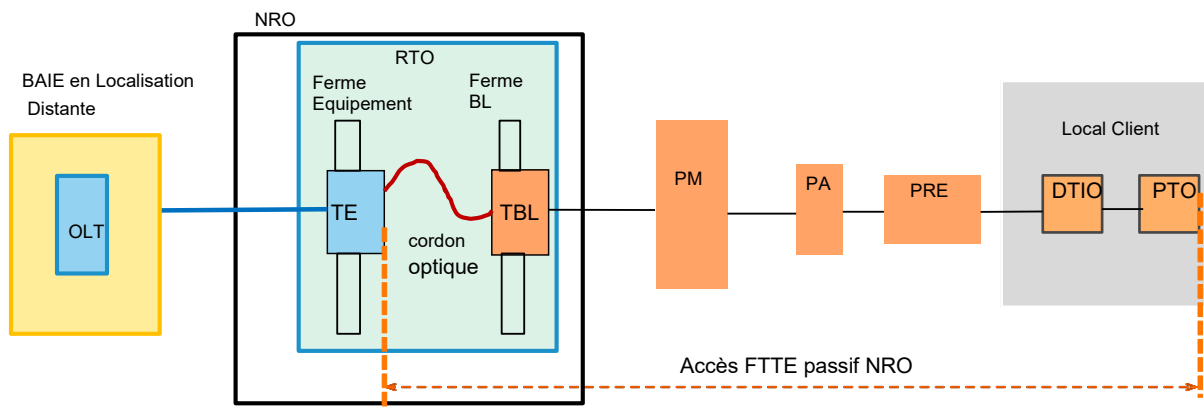 NRO
RTO
BAIE en Localisation
Distante
OLT
Ferme
Equipement
Ferme
BL
TE
TBL
cordon
optique
PM
PA
PRE
Local Client
DTIO
PTO
Accès FTTE passif NRO